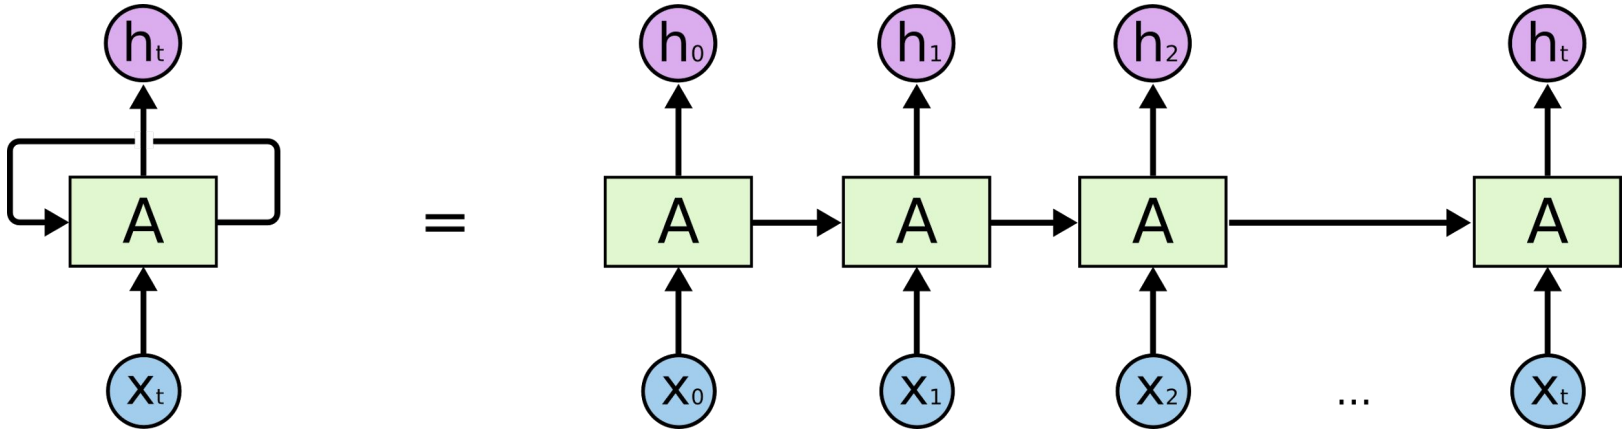 hₜ h₀ h₁ h₂ hₜ
A = A A A A
xₜ x₀ x₁ x₂ ... xₜ